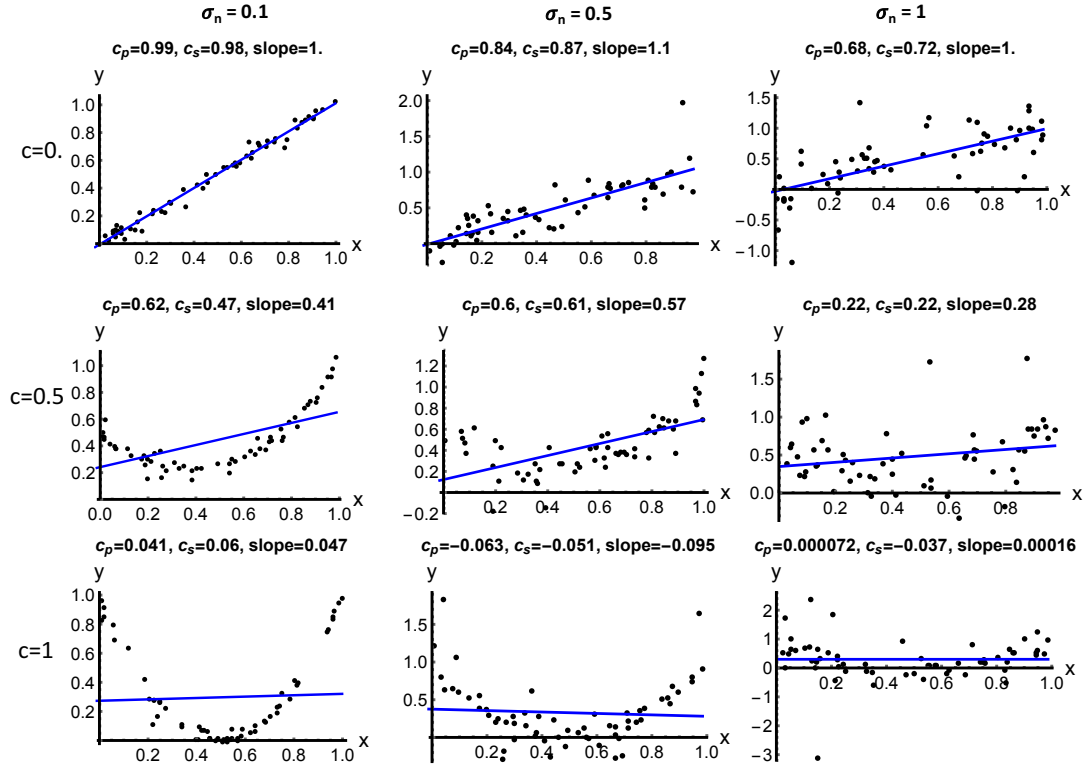 σn = 0.1 σn = 0.5 σn = 1
cp=0.99, cs=0.98, slope=1. cp=0.84, cs=0.87, slope=1.1 cp=0.68, cs=0.72, slope=1.
y y y
1.0 0.8 0.6 0.4 0.2
2.0 1.5 1.0 0.5
1.5 1.0 0.5 −0.5 −1.0
c=0.
0.2 0.4 0.6 0.8 1.0 x
0.2 0.4 0.6 0.8 x
0.2 0.4 0.6 0.8 1.0 x
cp=0.62, cs=0.47, slope=0.41 cp=0.6, cs=0.61, slope=0.57 cp=0.22, cs=0.22, slope=0.28
y y y
1.0 0.8 0.6 0.4 0.2
1.2 1.0 0.8 0.6 0.4 0.2 0.0 −0.2
1.5 1.0 0.5 0.0
c=0.5
0.0 0.2 0.4 0.6 0.8 1.0 x
0.2 0.4 0.6 0.8 1.0 x
0.2 0.4 0.6 0.8 x
cp=0.041, cs=0.06, slope=0.047 cp=−0.063, cs=−0.051, slope=−0.095 cp=0.000072, cs=−0.037, slope=0.00016
y y y
1.0 0.8 0.6 0.4 0.2
1.5 1.0 0.5
2 1 0 −1 −2 −3
c=1
0.2 0.4 0.6 0.8 1.0 x
0.2 0.4 0.6 0.8 1.0 x
0.2 0.4 0.6 0.8 1.0 x